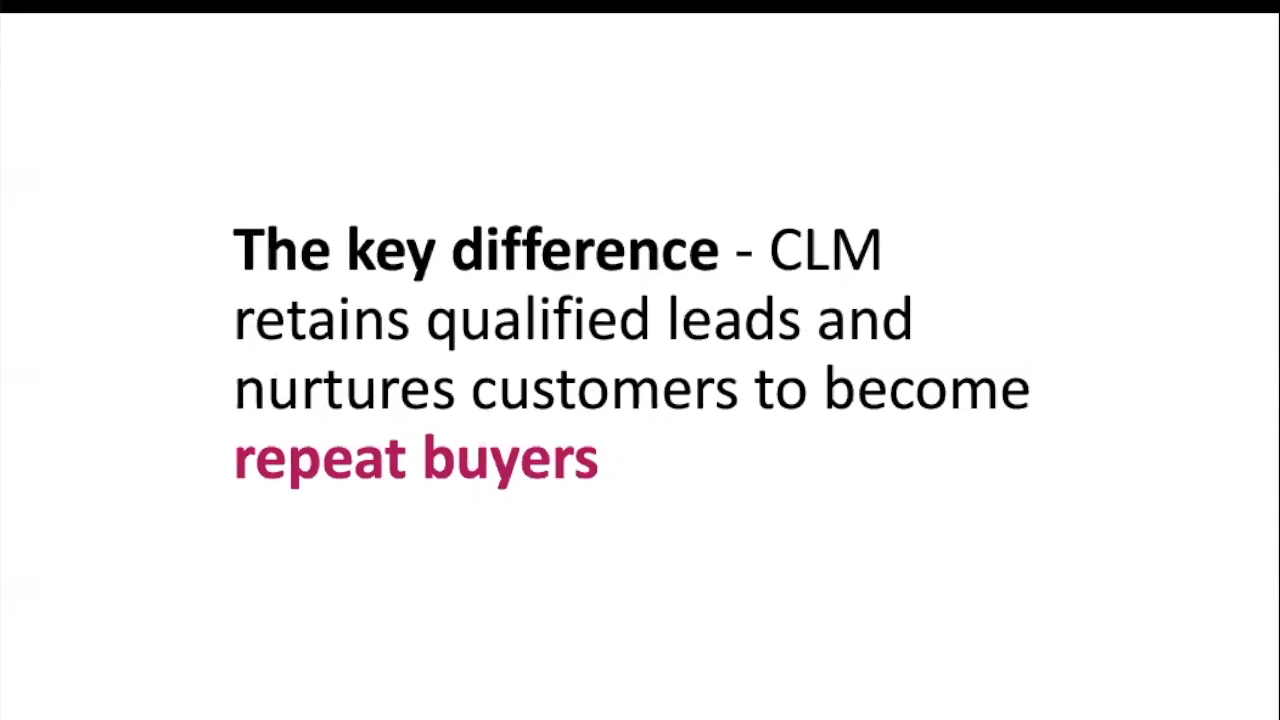 The key difference - CLM
retains qualified leads and
nurtures customers to become
repeat buyers